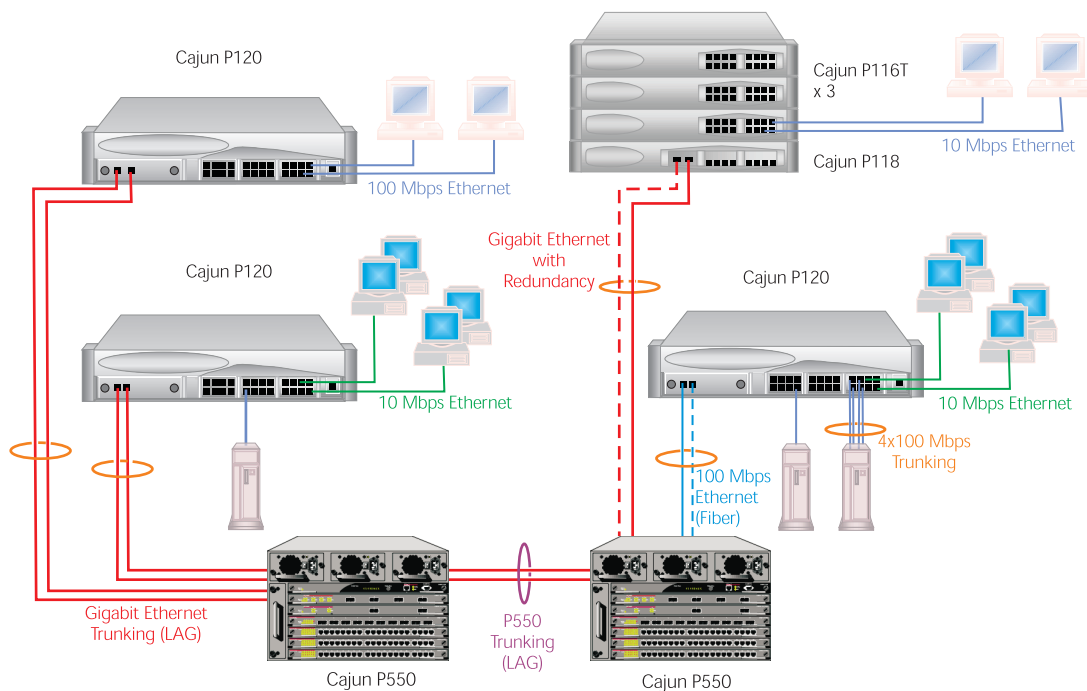 Cajun P120
Cajun P116T
x 3
10 Mbps Ethernet
Cajun P118
100 Mbps Ethernet
Gigabit Ethernet
with
Redundancy
Cajun P120
Cajun P120
10 Mbps Ethernet
10 Mbps Ethernet
4x100 Mbps
Trunking
100 Mbps
Ethernet
(Fiber)
Gigabit Ethernet
Trunking (LAG)
P550
Trunking
(LAG)
Cajun P550
Cajun P550